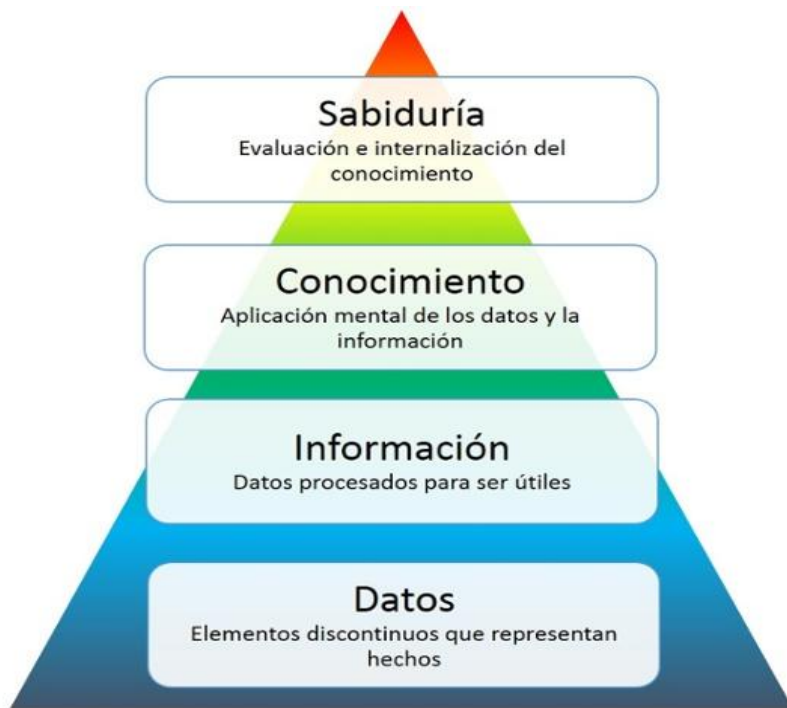 Sabiduría
Evaluación e internalización del
conocimiento
Conocimiento
Aplicación mental de los datos y la
información
Información
Datos procesados para ser útiles
Datos
Elementos discontinuos que representan
hechos